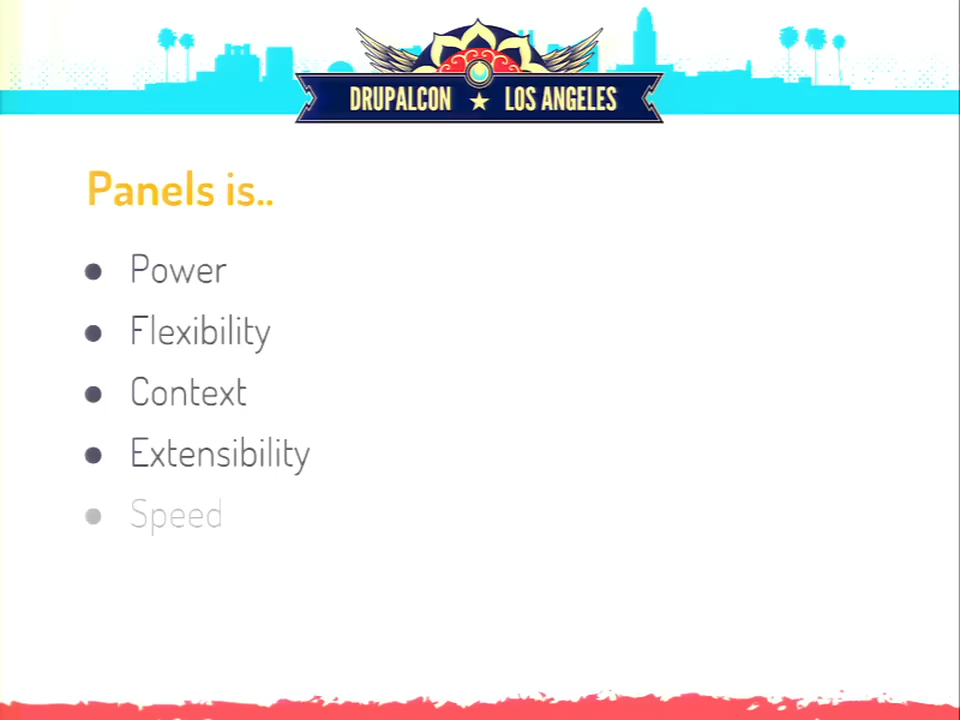 DRUPALCON ★ LOS ANGELES
Panels is..
● Power
● Flexibility
● Context
● Extensibility
● Speed